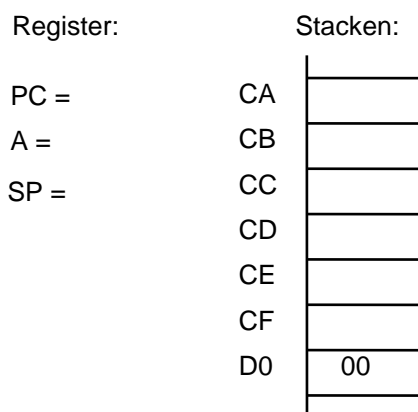 Register: Stacken:
PC = CA
A = CB
SP = CC
CD
CE
CF
D0 00